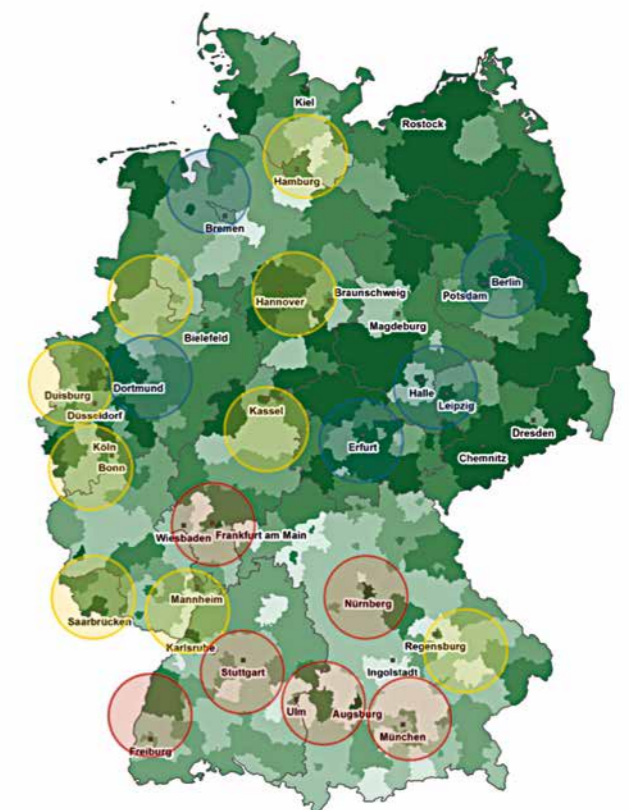 Kiel
Rostock
Hamburg
Bremen
Berlin
Hannover
Braunschweig
Potsdam
Magdeburg
Bielefeld
Dortmund
Duisburg
Halle
Leipzig
Düsseldorf
Kassel
Dresden
Köln
Erfurt
Chemnitz
Bonn
Wiesbaden
Frankfurt am Main
Mannheim
Nürnberg
Saarbrücken
Karlsruhe
Regensburg
Stuttgart
Ingolstadt
Ulm
Augsburg
München
Freiburg